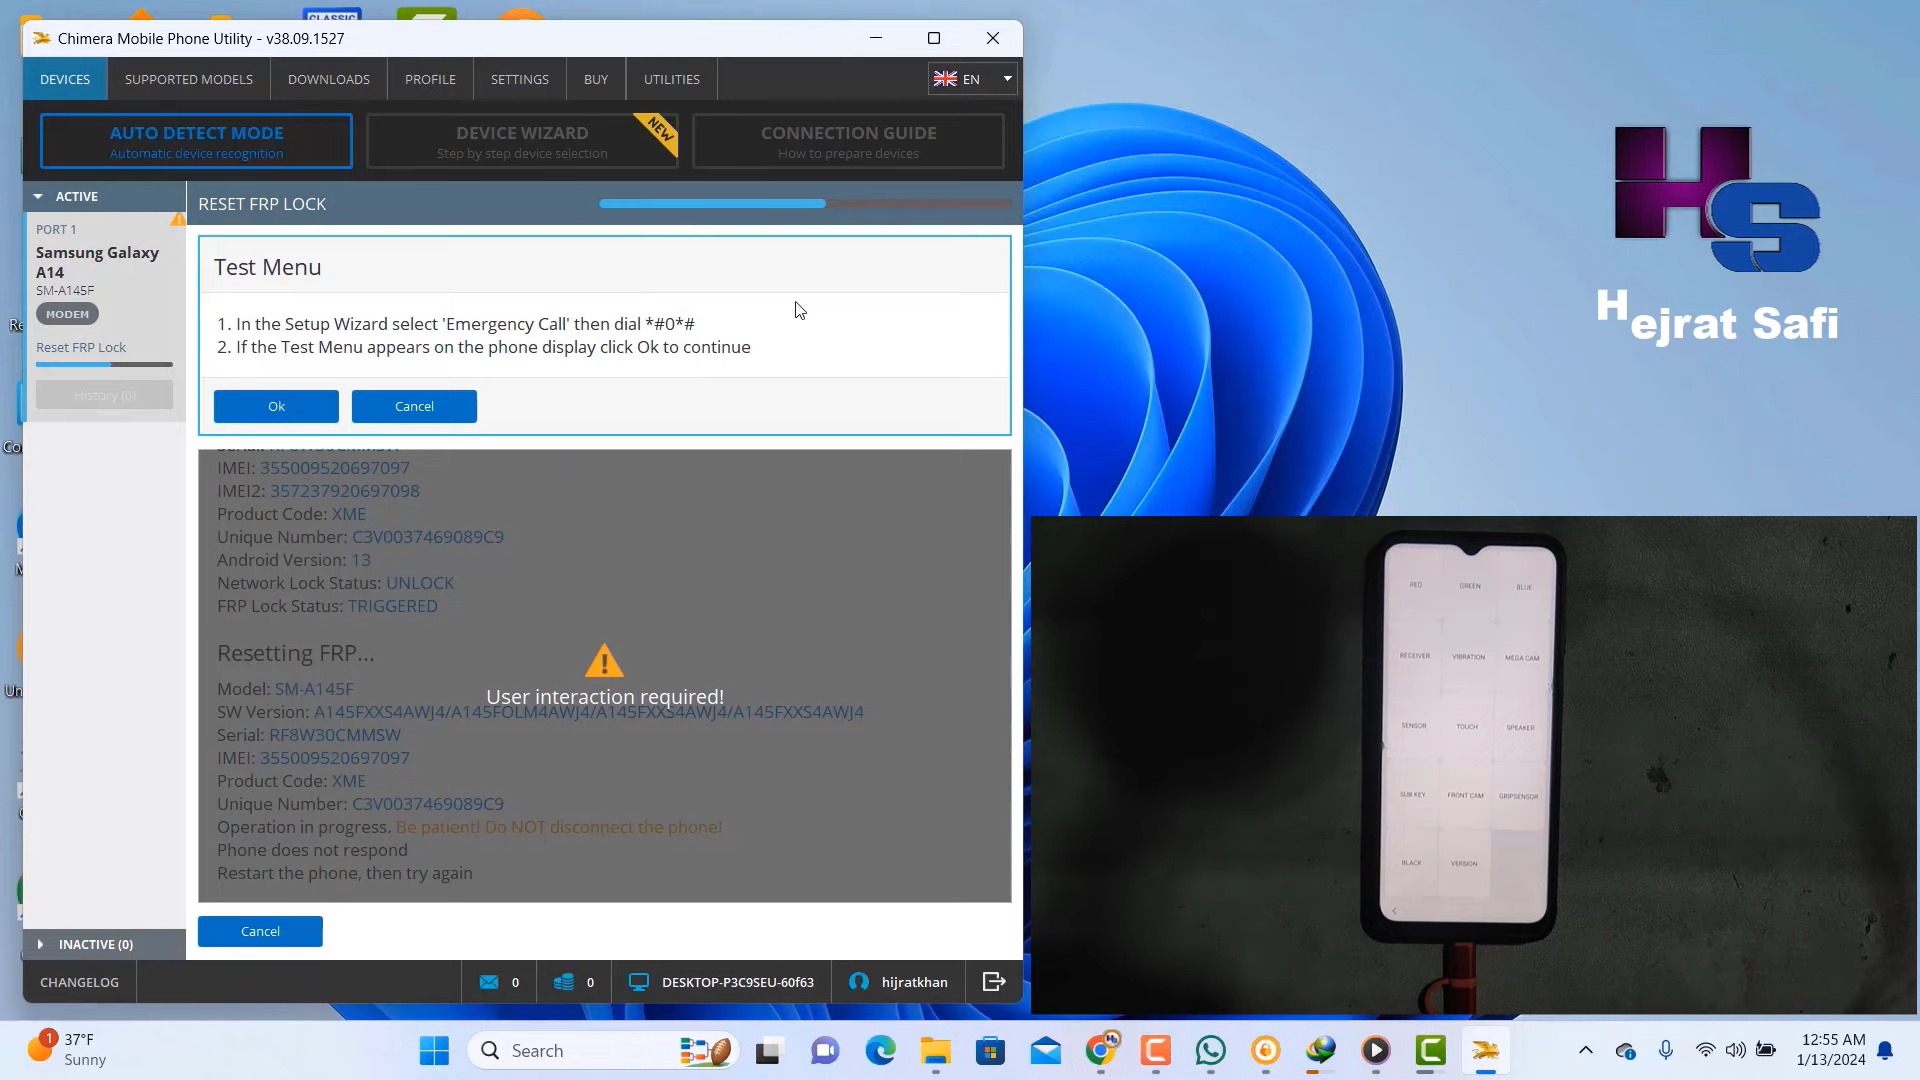 CLASSIC
Chimera Mobile Phone Utility - v38.09.1527
DEVICES
SUPPORTED MODELS
DOWNLOADS
PROFILE
SETTINGS
BUY
UTILITIES
EN
AUTO DETECT MODE
Automatic device recognition
DEVICE WIZARD
Step by step device selection
NEW
CONNECTION GUIDE
How to prepare devices
ACTIVE
RESET FRP LOCK
PORT 1
Samsung Galaxy
A14
SM-A145F
MODEM
Reset FRP Lock
History (0)
Test Menu
1. In the Setup Wizard select 'Emergency Call' then dial *#0*#
2. If the Test Menu appears on the phone display click Ok to continue
Ok
Cancel
IMEI: 355009520697097
IMEI2: 357237920697098
Product Code: XME
Unique Number: C3V0037469089C9
Android Version: 13
Network Lock Status: UNLOCK
FRP Lock Status: TRIGGERED
Resetting FRP...
User interaction required!
Model: SM-A145F
SW Version: A145FXXS4AWJ4/A145FOLM4AWJ4/A145FXXS4AWJ4/A145FXXS4AWJ4
Serial: RF8W30CMMSW
IMEI: 355009520697097
Product Code: XME
Unique Number: C3V0037469089C9
Operation in progress. Be patient! Do NOT disconnect the phone!
Phone does not respond
Restart the phone, then try again
Cancel
INACTIVE (0)
CHANGELOG
0
0
DESKTOP-P3C9SEU-60f63
hijratkhan
HS
Hejrat Safi
RED GREEN BLUE
RECEIVER VIBRATION MEGA CAM
SENSOR TOUCH SPEAKER
SUB KEY FRONT CAM GRIPSENSOR
BLACK VERSION
1
37°F
Sunny
Search
12:55 AM
1/13/2024